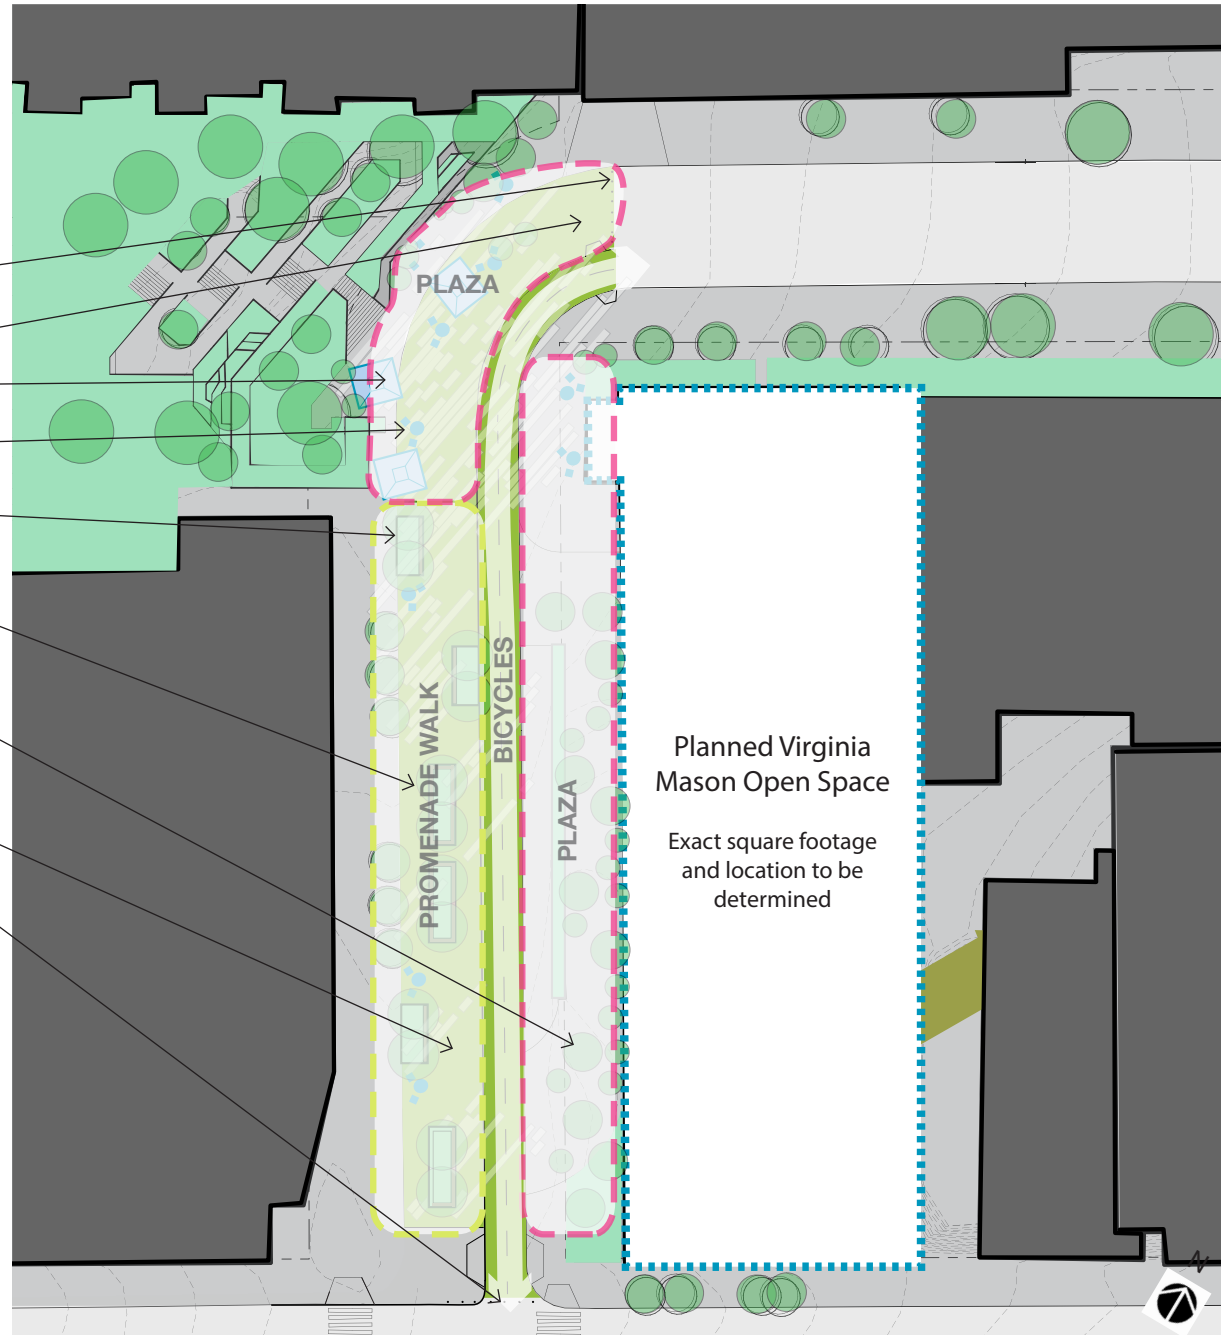 PLAZA
PROMENADE WALK
BICYCLES
PLAZA
Planned Virginia
Mason Open Space
Exact square footage
and location to be
determined
N